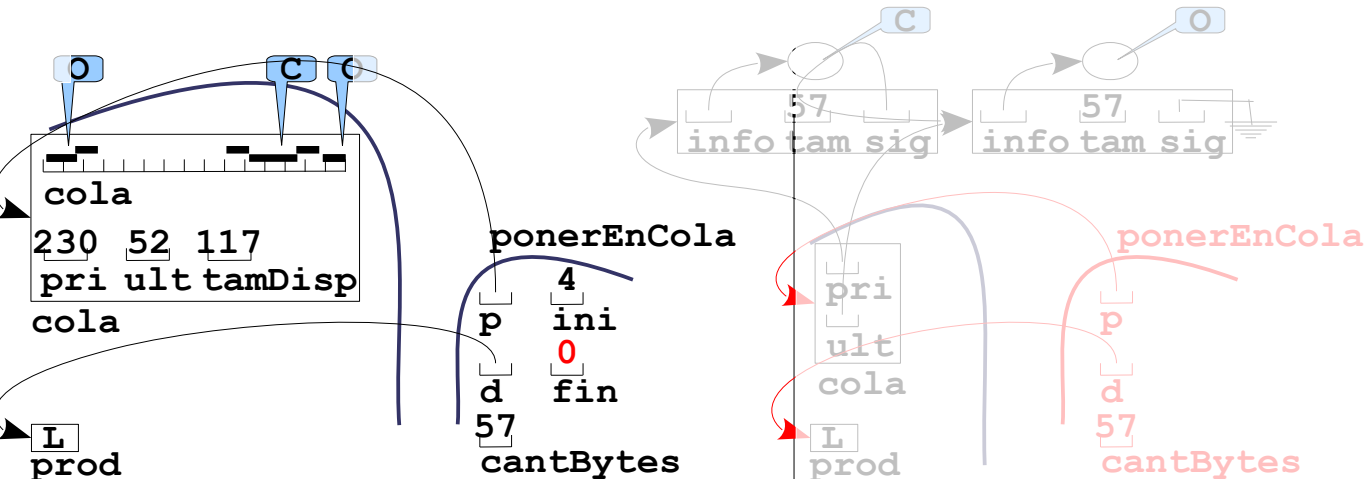 O C O
cola
230 52 117
pri ult tamDisp
cola
ponerEnCola
4
p ini
0
d fin
57
cantBytes
L
prod
C O
57 57
info tam sig info tam sig
pri
ult
cola
ponerEnCola
p
d
57
cantBytes
L
prod